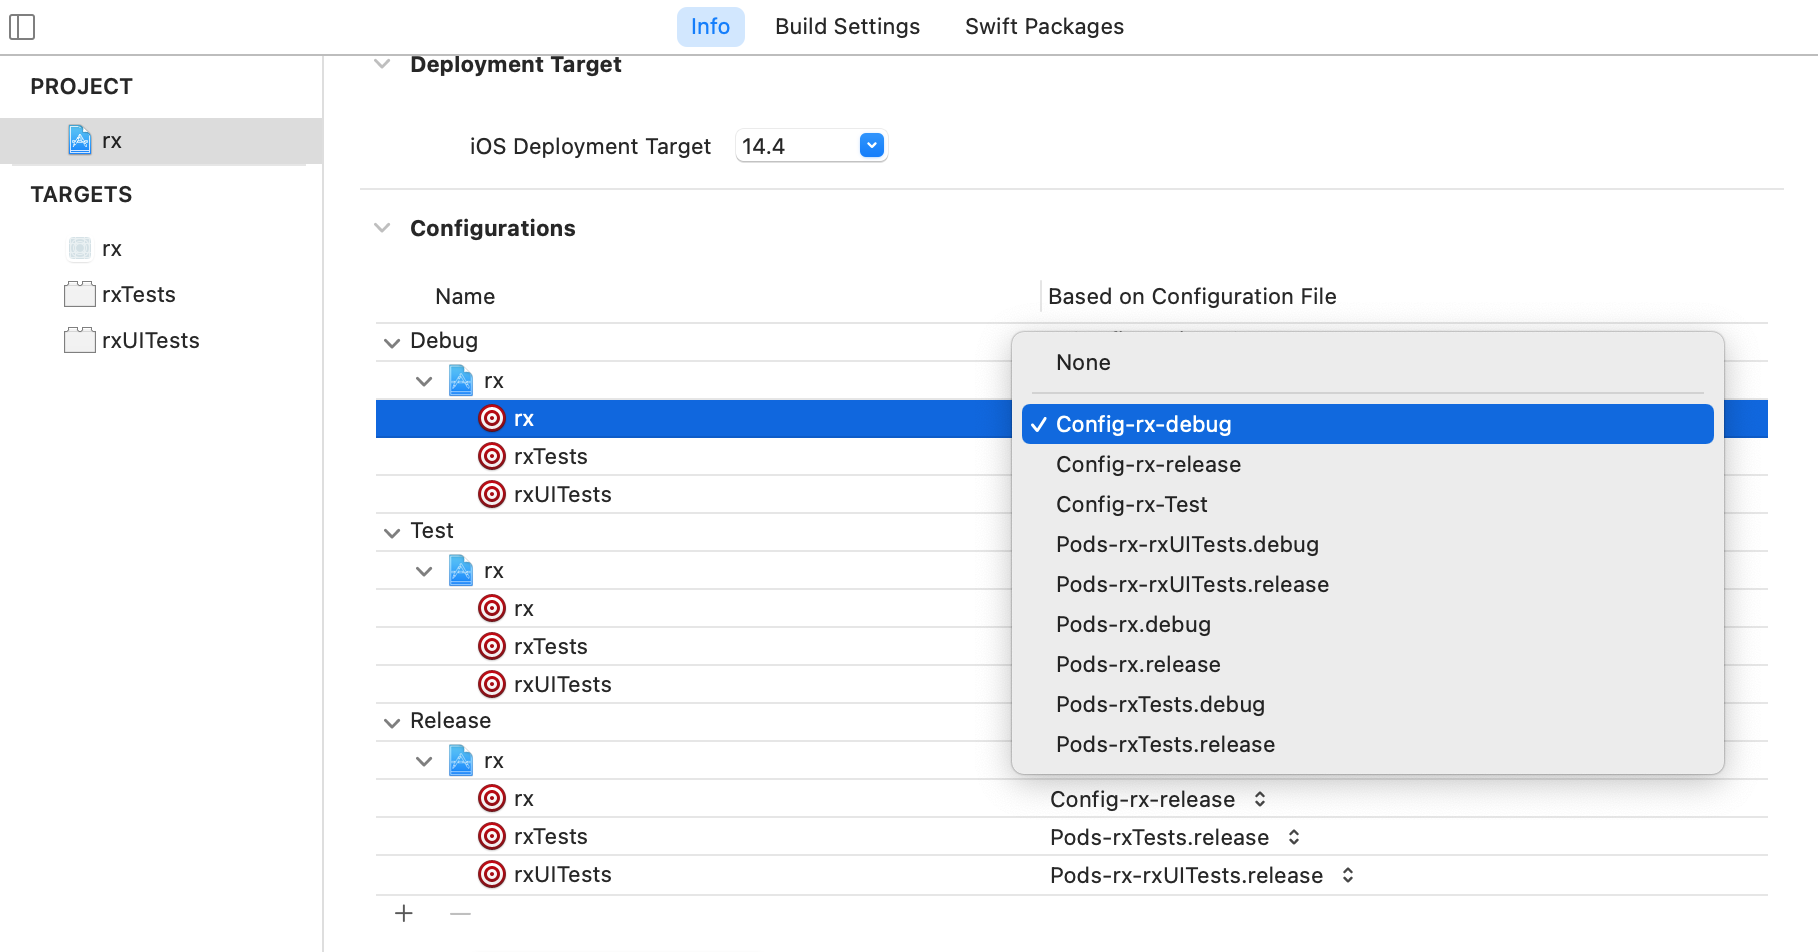 Info Build Settings Swift Packages
PROJECT
rx
TARGETS
rx
rxTests
rxUITests
Deployment Target
iOS Deployment Target 14.4
Configurations
Name Based on Configuration File
Debug
rx
rx
rxTests
rxUITests
Test
rx
rx
rxTests
rxUITests
Release
rx
rx Config-rx-release
rxTests Pods-rxTests.release
rxUITests Pods-rx-rxUITests.release
None
✓ Config-rx-debug
Config-rx-release
Config-rx-Test
Pods-rx-rxUITests.debug
Pods-rx-rxUITests.release
Pods-rx.debug
Pods-rx.release
Pods-rxTests.debug
Pods-rxTests.release